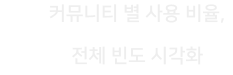 커뮤니티 별 사용 비율,
전체 빈도 시각화